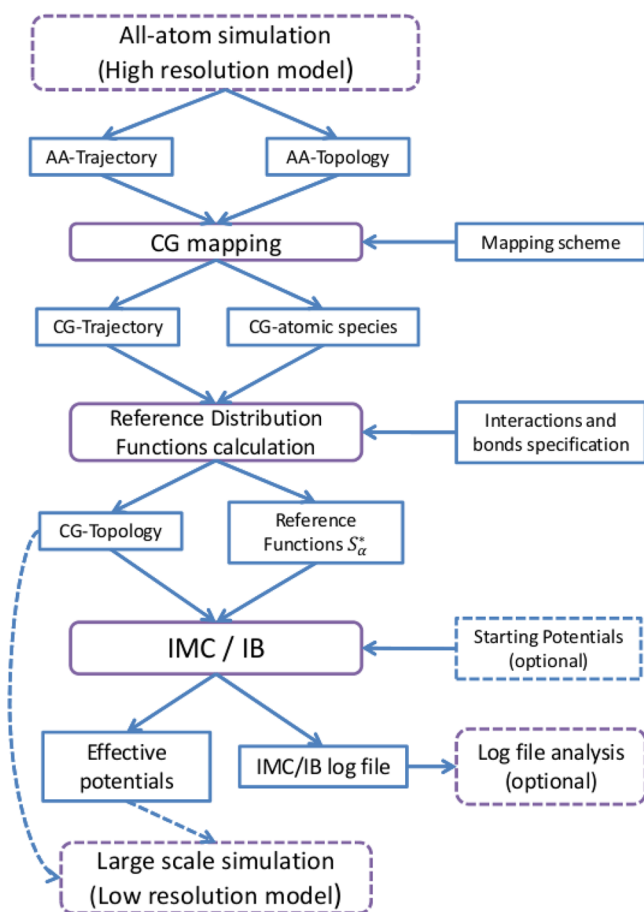 All-atom simulation
(High resolution model)
AA-Trajectory
AA-Topology
CG mapping
Mapping scheme
CG-Trajectory
CG-atomic species
Reference Distribution
Functions calculation
Interactions and
bonds specification
CG-Topology
Reference
Functions $S_{\alpha}^{*}$
IMC / IB
Starting Potentials
(optional)
Effective
potentials
IMC/IB log file
Log file analysis
(optional)
Large scale simulation
(Low resolution model)